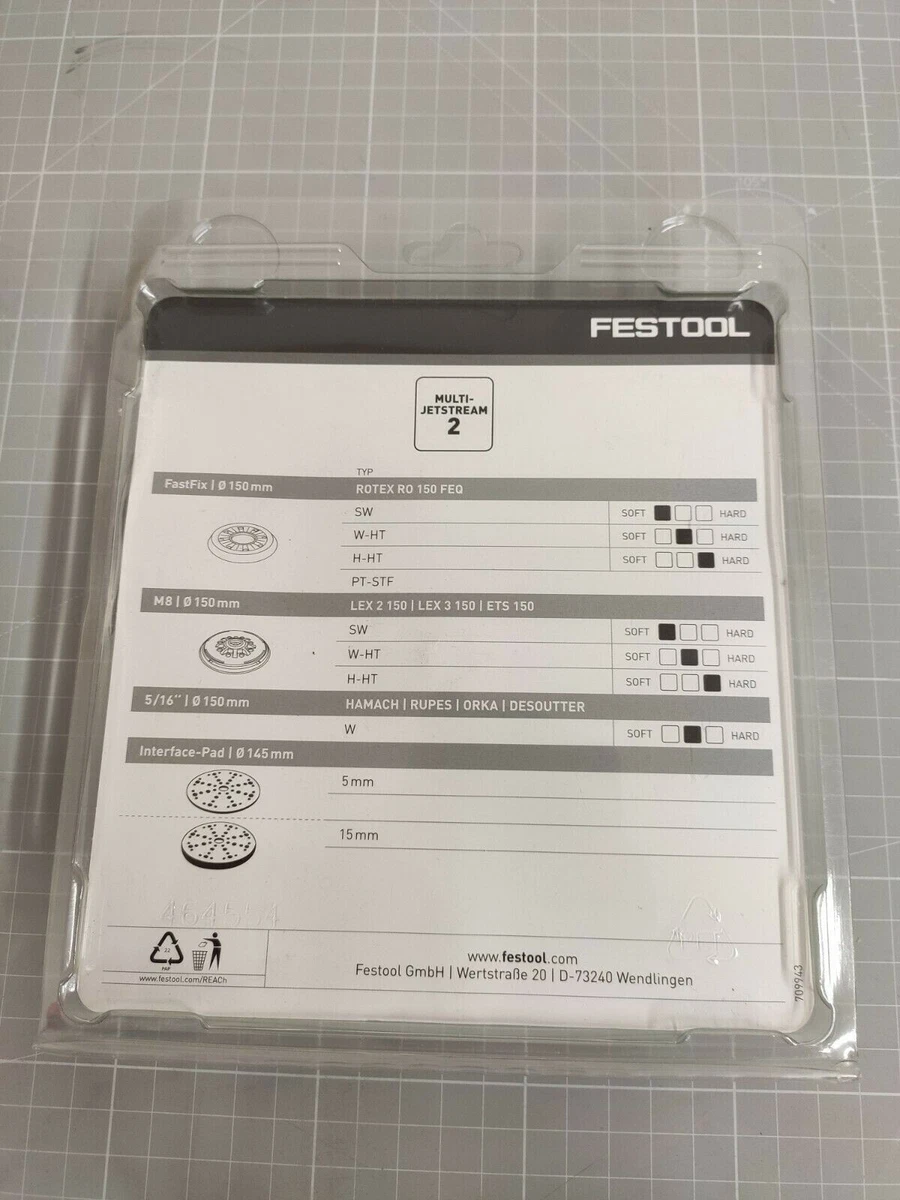 FESTOOL
MULTI-
JETSTREAM
2
TYP
FastFix | Ø 150 mm ROTEX RO 150 FEQ
SW SOFT HARD
W-HT SOFT HARD
H-HT SOFT HARD
PT-STF
M8 | Ø 150 mm LEX 2 150 | LEX 3 150 | ETS 150
SW SOFT HARD
W-HT SOFT HARD
H-HT SOFT HARD
5/16" | Ø 150 mm HAMACH | RUPES | ORKA | DESOUTTER
W SOFT HARD
Interface-Pad | Ø 145 mm
5 mm
15 mm
22
PAP
www.festool.com/REACh
www.festool.com
Festool GmbH | Wertstraße 20 | D-73240 Wendlingen
709943